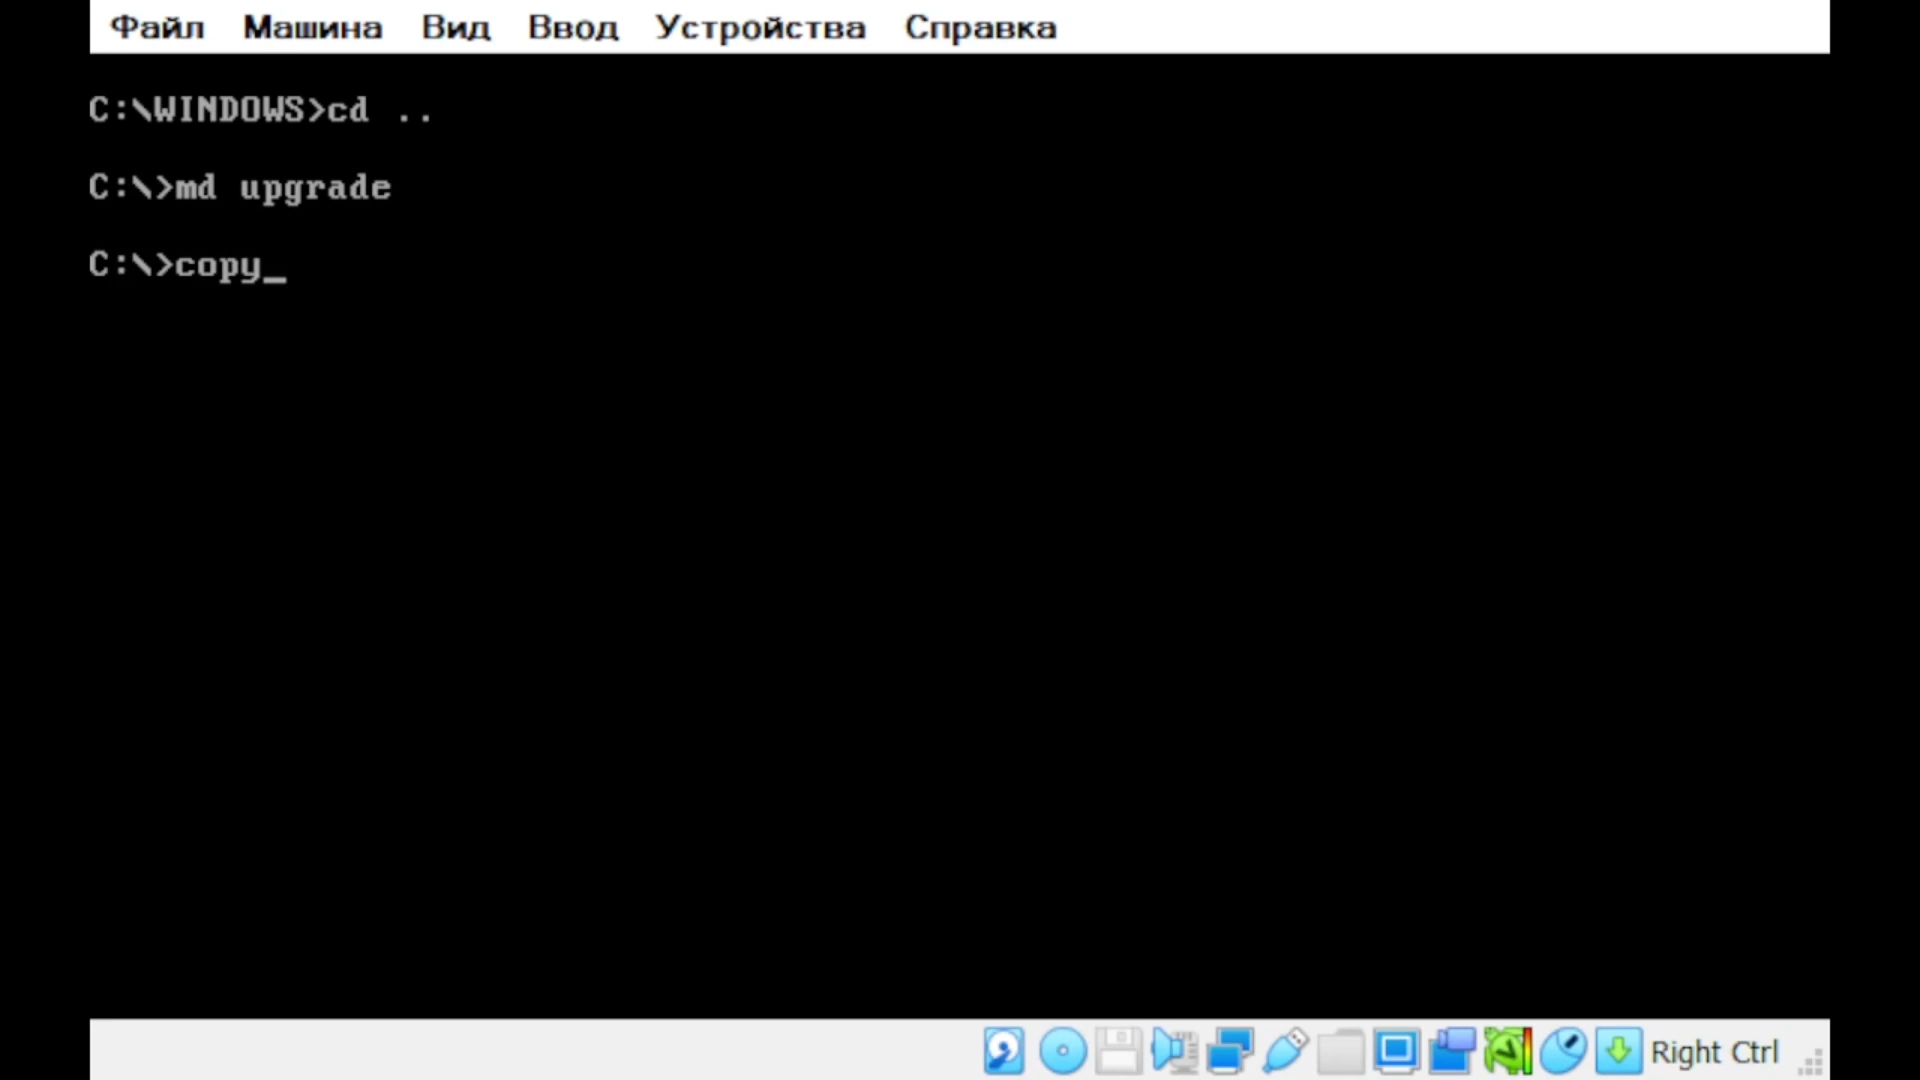 Файл Машина Вид Ввод Устройства Справка
C:\WINDOWS>cd ..
C:\>md upgrade
C:\>copy_
Right Ctrl